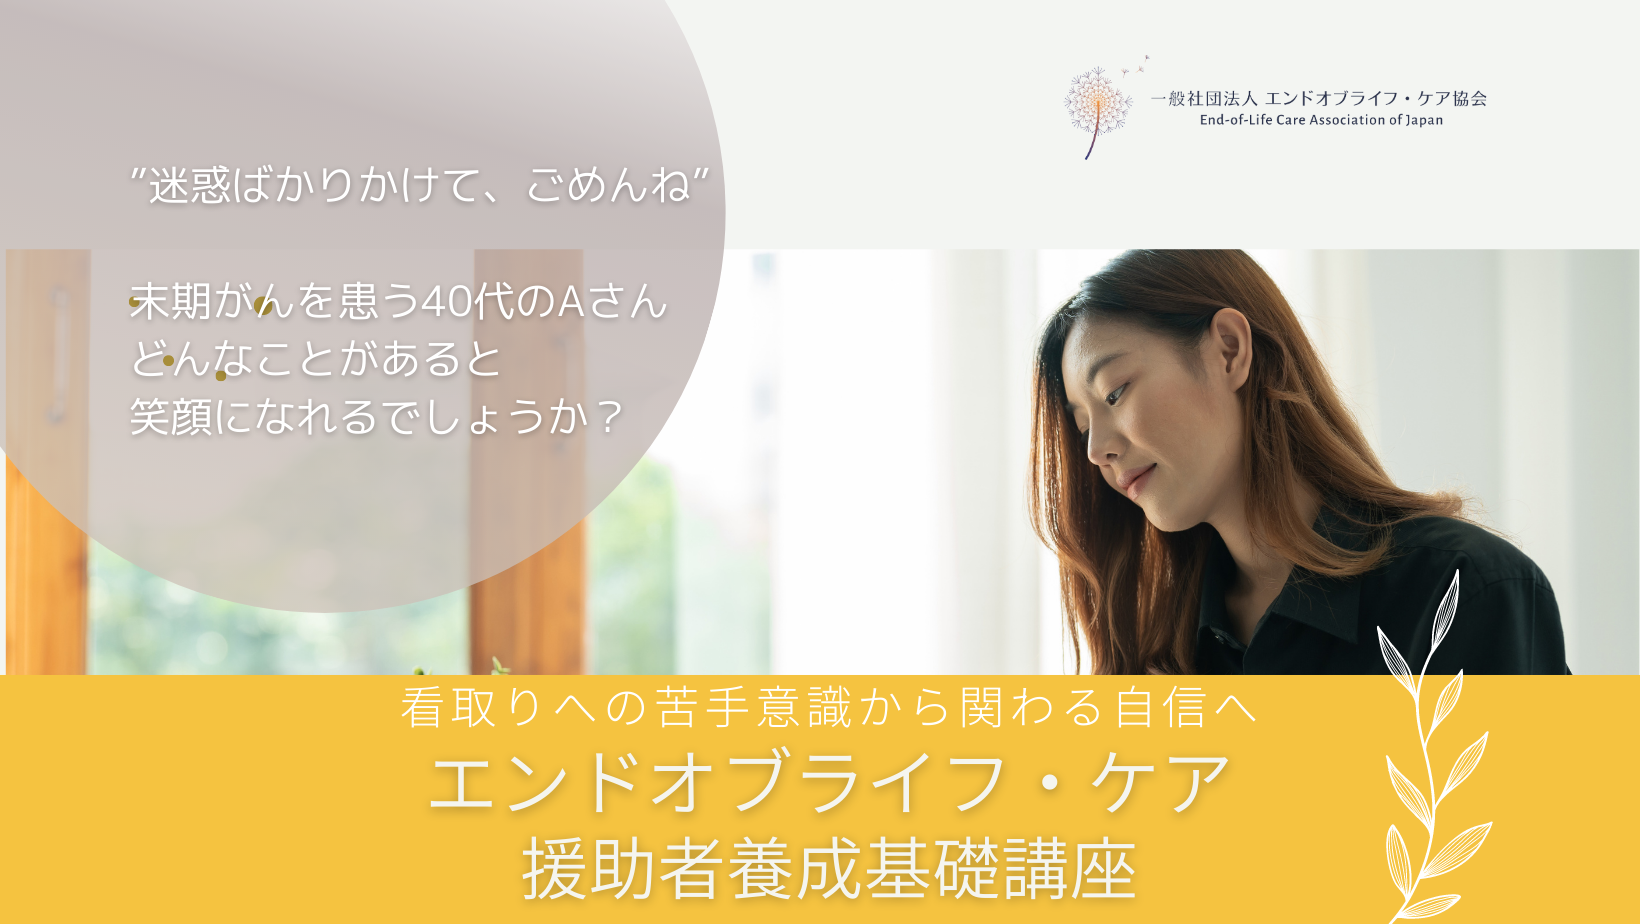 ”迷惑ばかりかけて、ごめんね”
末期がんを患う40代のAさん
どんなことがあると
笑顔になれるでしょうか？
一般社団法人 エンドオブライフ・ケア協会
End-of-Life Care Association of Japan
看取りへの苦手意識から関わる自信へ
エンドオブライフ・ケア
援助者養成基礎講座